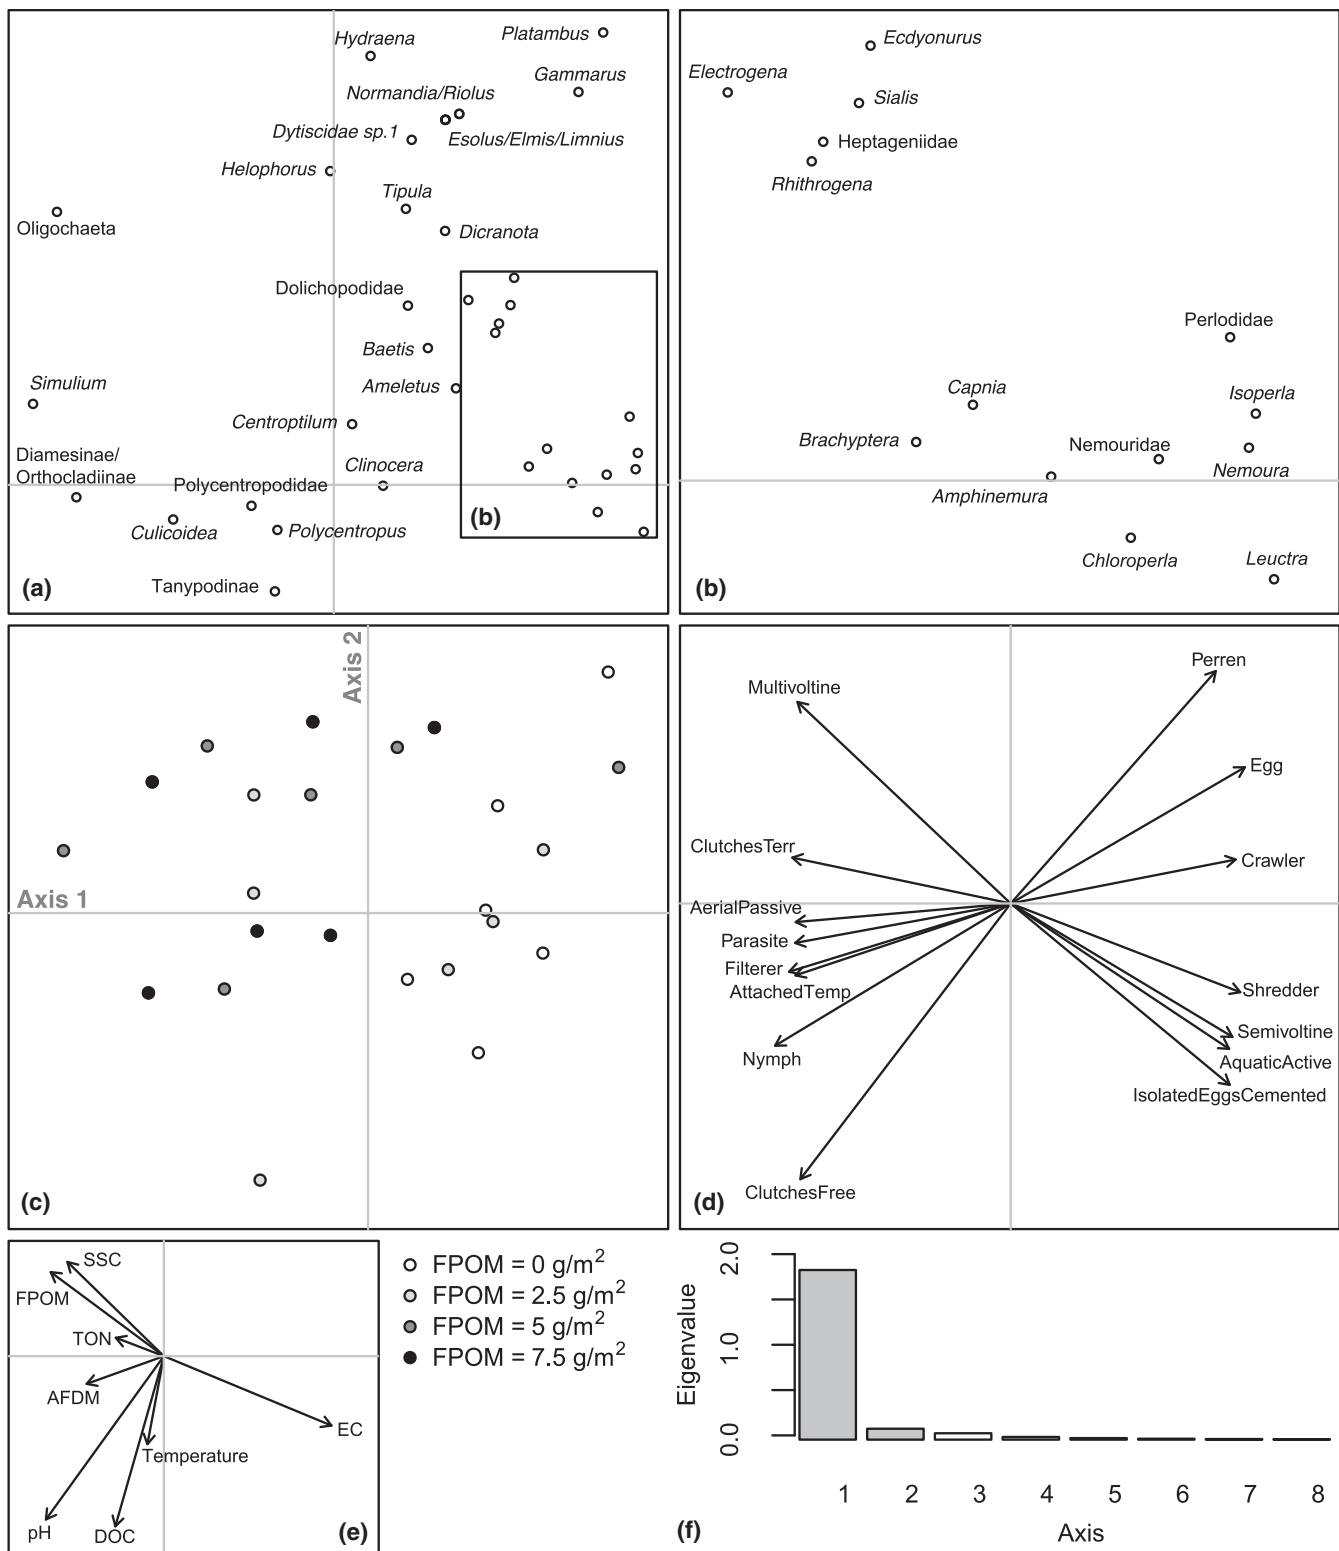 Hydraena
Platambus
Gammarus
Normandia/Riolus
Dytiscidae sp.1
Esolus/Elmis/Limnius
Helophorus
Tipula
Oligochaeta
Dicranota
Dolichopodidae
Baetis
Simulium
Ameletus
Centroptilum
Diamesinae/
Orthocladiinae
Clinocera
Polycentropodidae
Culicoidea
Polycentropus
(b)
Tanypodinae
(a)
Ecdyonurus
Electrogena
Sialis
Heptageniidae
Rhithrogena
Perlodidae
Capnia
Isoperla
Brachyptera
Nemouridae
Nemoura
Amphinemura
Chloroperla
Leuctra
(b)
Axis 2
Axis 1
(c)
Perren
Multivoltine
Egg
ClutchesTerr
Crawler
AerialPassive
Parasite
Filterer
AttachedTemp
Shredder
Semivoltine
Nymph
AquaticActive
IsolatedEggsCemented
ClutchesFree
(d)
SSC
FPOM
TON
AFDM
EC
Temperature
pH
DOC
(e)
FPOM = 0 g/m²
FPOM = 2.5 g/m²
FPOM = 5 g/m²
FPOM = 7.5 g/m²
Eigenvalue
2.0
1.0
0.0
1 2 3 4 5 6 7 8
Axis
(f)